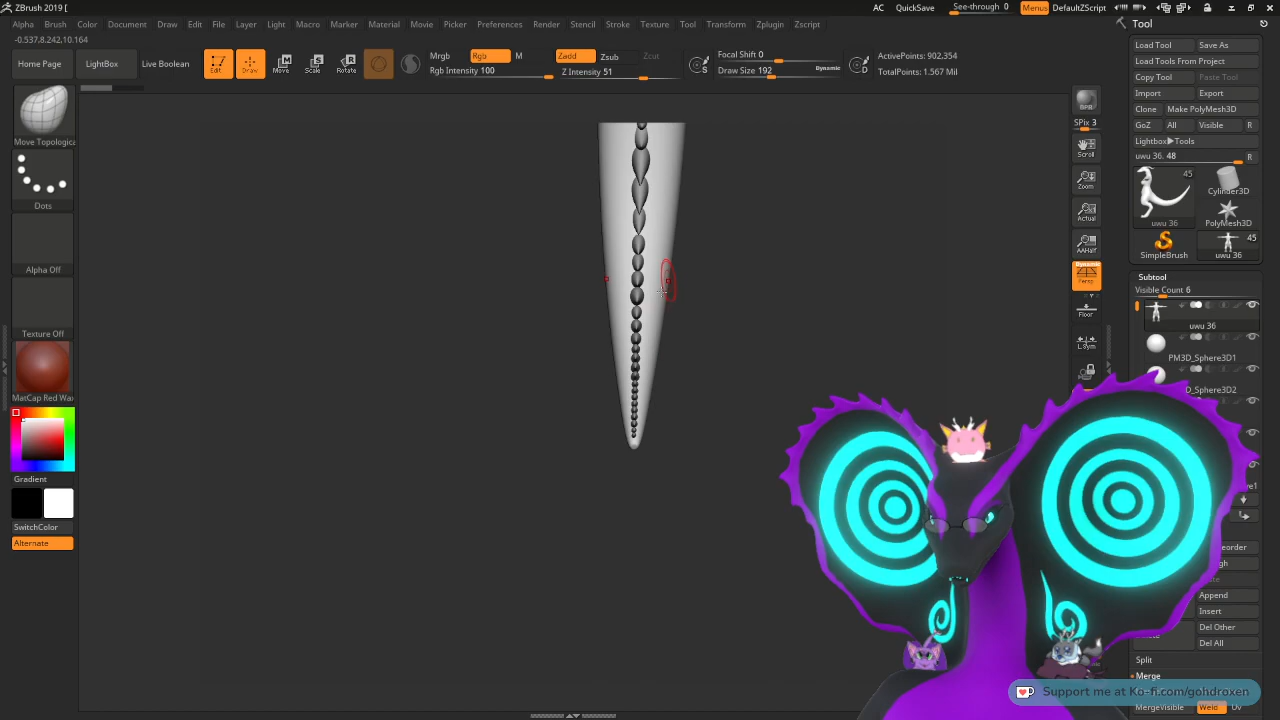 ZBrush 2019 [
AC QuickSave See-through 0 Menus DefaultZScript
Alpha Brush Color Document Draw Edit File Layer Light Macro Marker Material Movie Picker Preferences Render Stencil Stroke Texture Tool Transform Zplugin Zscript
-0.537,8.242,10.164
Home Page LightBox Live Boolean Edit Draw Move Scale Rotate
Mrgb Rgb M Zadd Zsub Zcut
Rgb Intensity 100 Z Intensity 51
Focal Shift 0
Draw Size 192 Dynamic
ActivePoints: 902,354
TotalPoints: 1.567 Mil
Move Topologica
Dots
Alpha Off
Texture Off
MatCap Red Wax
Gradient
SwitchColor
Alternate
BPR
SPix 3
Scroll
Zoom
Actual
AAHalf
Dynamic
Persp
Floor
L.Sym
Tool
Load Tool Save As
Load Tools From Project
Copy Tool Paste Tool
Import Export
Clone Make PolyMesh3D
GoZ All Visible R
Lightbox▶Tools
uwu 36. 48 R
45
Cylinder3D
uwu 36 PolyMesh3D
45
SimpleBrush uwu 36
Subtool
Visible Count 6
uwu 36
PM3D_Sphere3D1
D_Sphere3D2
Append
Insert
Del Other
Del All
Split
Merge
MergeVisible Weld Uv
Support me at Ko-fi.com/gohdroxen